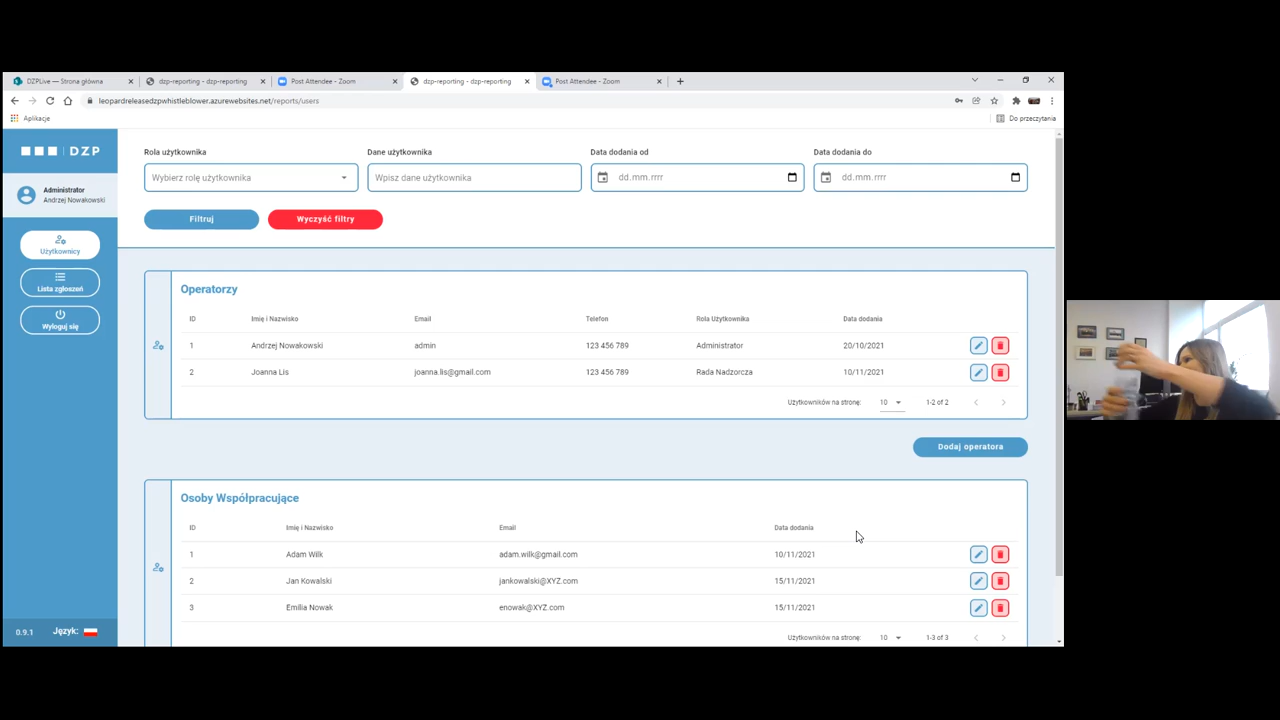 DZPLive — Strona główna
dzp-reporting - dzp-reporting
Post Attendee - Zoom
dzp-reporting - dzp-reporting
Post Attendee - Zoom
leopardreleasedzpwhistleblower.azurewebsites.net/reports/users
Aplikacje
Do przeczytania
DZP
Administrator
Andrzej Nowakowski
Użytkownicy
Lista zgłoszeń
Wyloguj się
0.9.1 Język:
Rola użytkownika Dane użytkownika Data dodania od Data dodania do
Wybierz rolę użytkownika Wpisz dane użytkownika dd.mm.rrrr dd.mm.rrrr
Filtruj Wyczyść filtry
Operatorzy
ID Imię i Nazwisko Email Telefon Rola Użytkownika Data dodania
1 Andrzej Nowakowski admin 123 456 789 Administrator 20/10/2021
2 Joanna Lis joanna.lis@gmail.com 123 456 789 Rada Nadzorcza 10/11/2021
Użytkowników na stronę: 10 1-2 of 2
Dodaj operatora
Osoby Współpracujące
ID Imię i Nazwisko Email Data dodania
1 Adam Wilk adam.wilk@gmail.com 10/11/2021
2 Jan Kowalski jankowalski@XYZ.com 15/11/2021
3 Emilia Nowak enowak@XYZ.com 15/11/2021
Użytkowników na stronę: 10 1-3 of 3